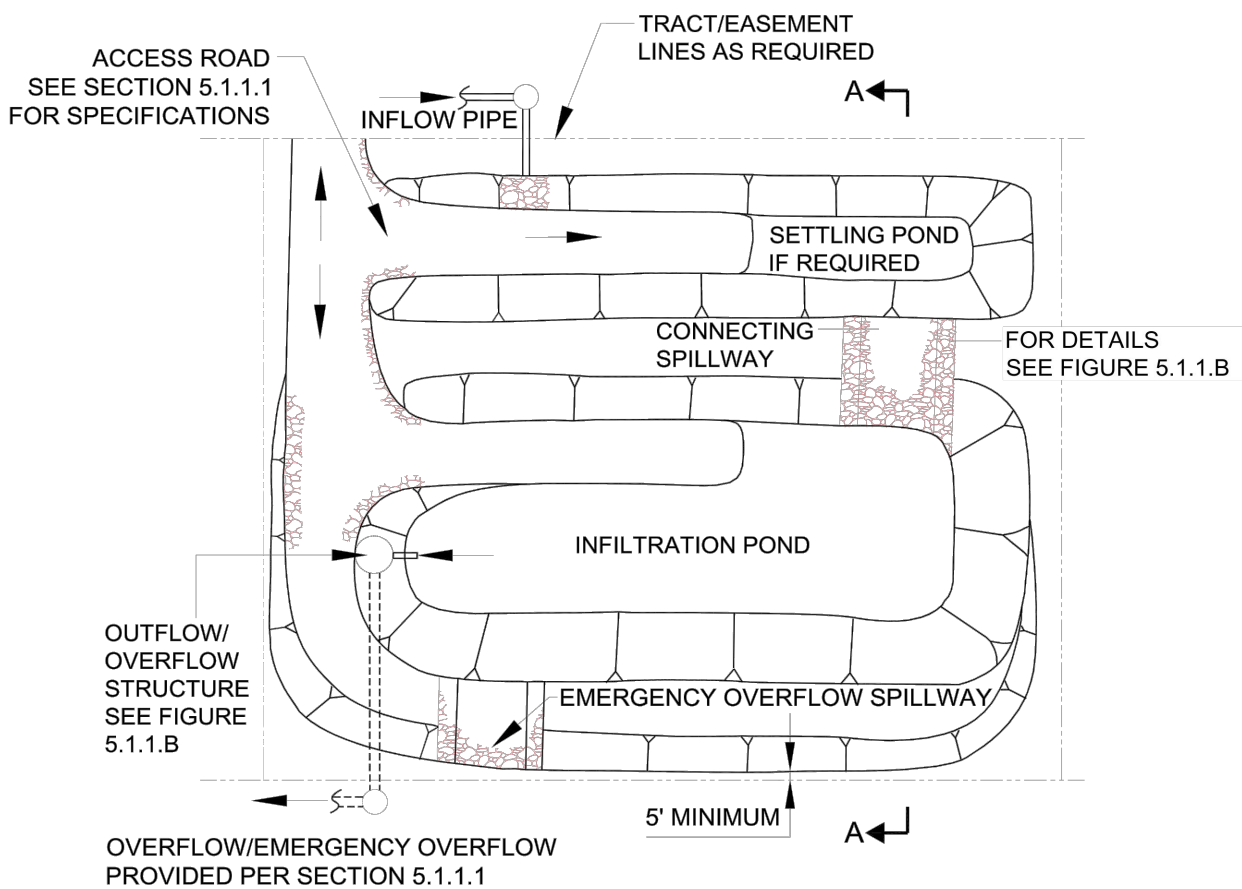 TRACT/EASEMENT
LINES AS REQUIRED
ACCESS ROAD
SEE SECTION 5.1.1.1
FOR SPECIFICATIONS
A
INFLOW PIPE
SETTLING POND
IF REQUIRED
CONNECTING
SPILLWAY
FOR DETAILS
SEE FIGURE 5.1.1.B
INFILTRATION POND
OUTFLOW/
OVERFLOW
STRUCTURE
SEE FIGURE
5.1.1.B
EMERGENCY OVERFLOW SPILLWAY
5' MINIMUM
A
OVERFLOW/EMERGENCY OVERFLOW
PROVIDED PER SECTION 5.1.1.1